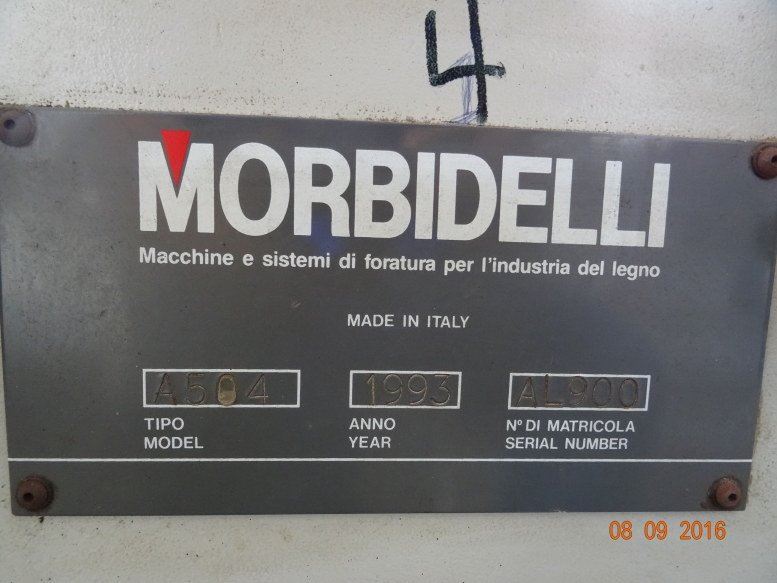 4
MORBIDELLI
Macchine e sistemi di foratura per l'industria del legno
MADE IN ITALY
A504 1993 AL900
TIPO ANNO N° DI MATRICOLA
MODEL YEAR SERIAL NUMBER
08 09 2016